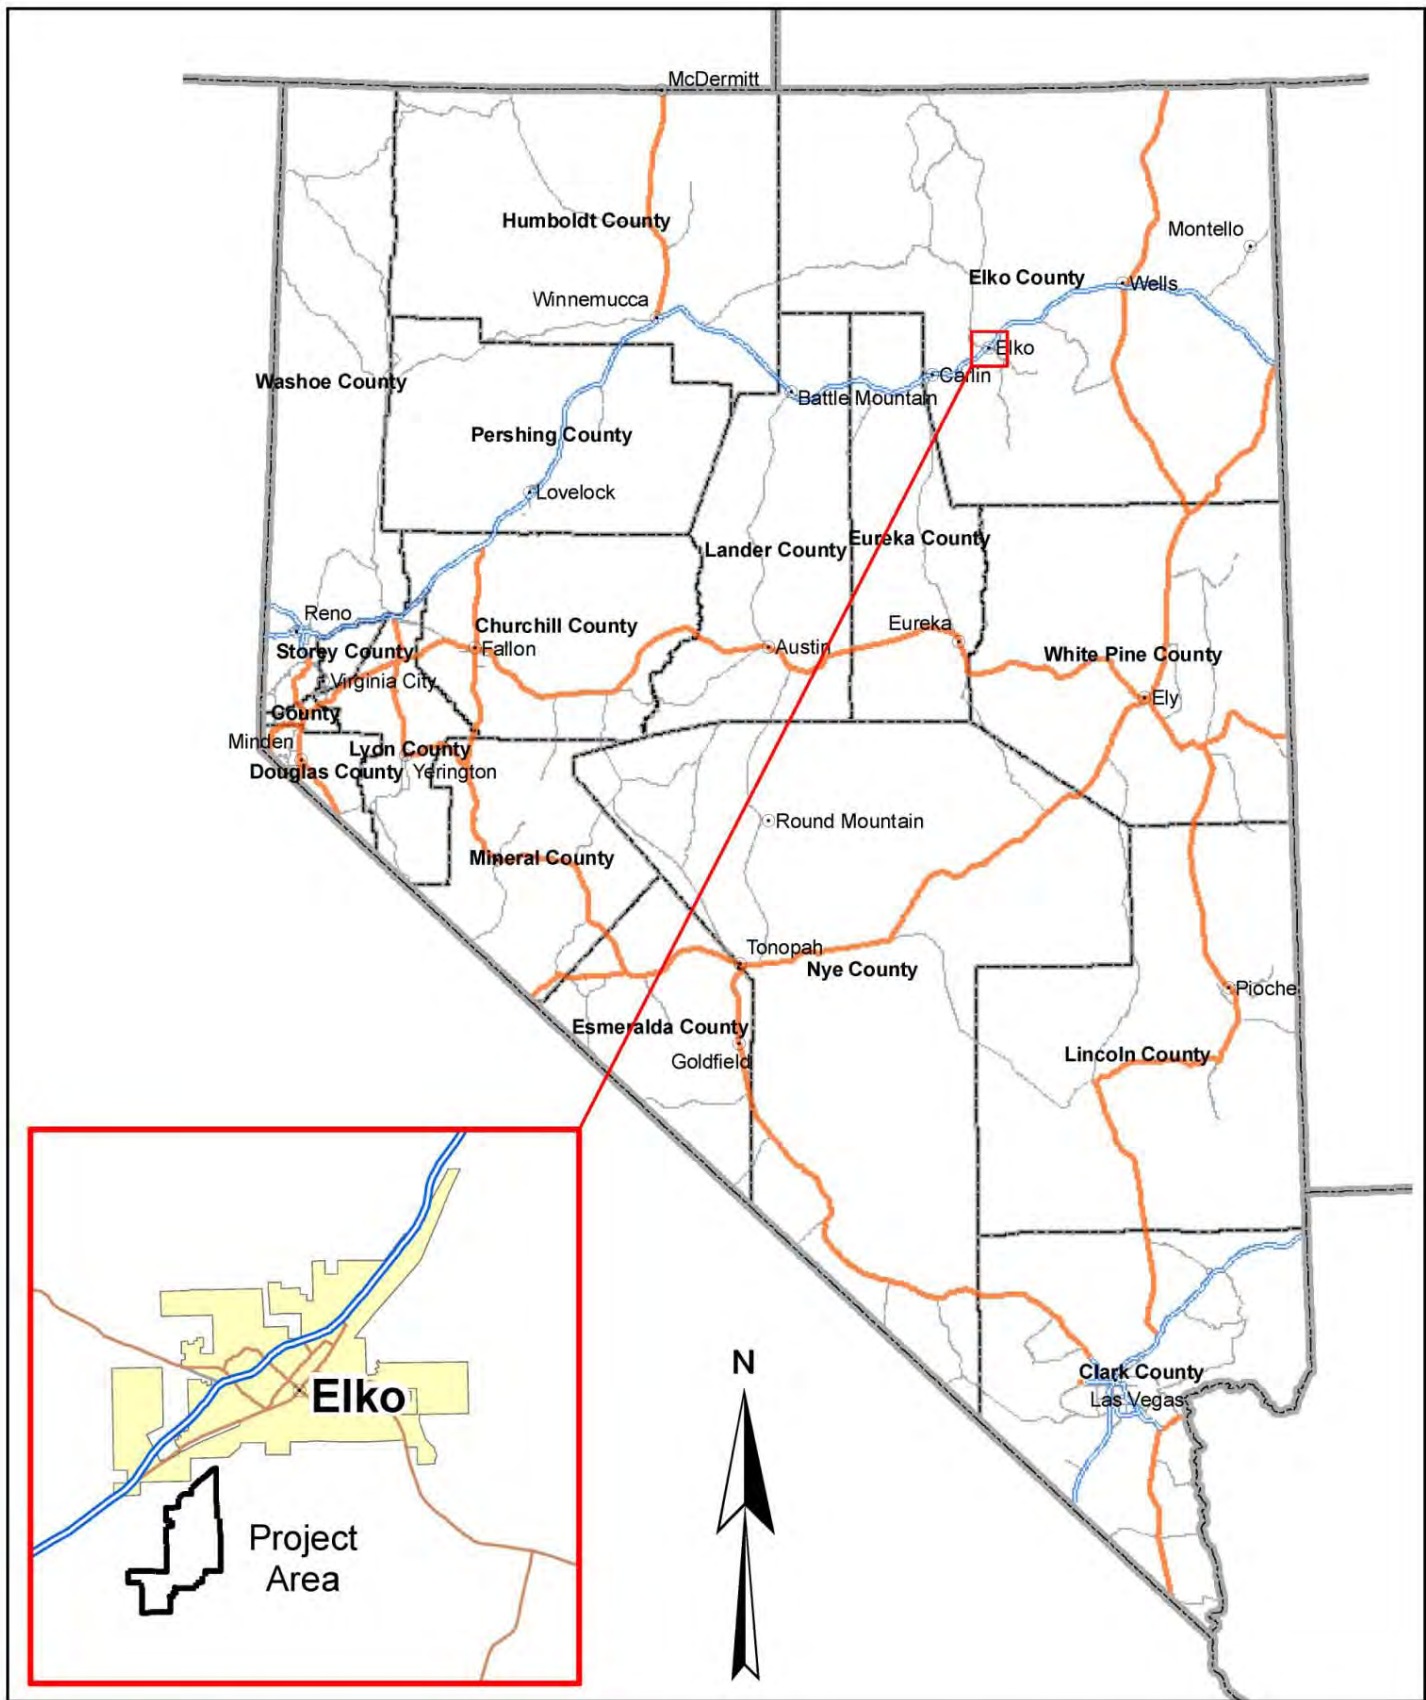 McDermitt
Humboldt County
Montello
Elko County
Wells
Winnemucca
Elko
Carlin
Washoe County
Battle Mountain
Pershing County
Lovelock
Lander County
Eureka County
Reno
Eureka
Churchill County
Storey County
Fallon
Austin
White Pine County
Virginia City
Ely
County
Minden
Lyon County
Douglas County
Yerington
Round Mountain
Mineral County
Tonopah
Nye County
Pioche
Esmeralda County
Lincoln County
Goldfield
N
Clark County
Las Vegas
Elko
Project
Area